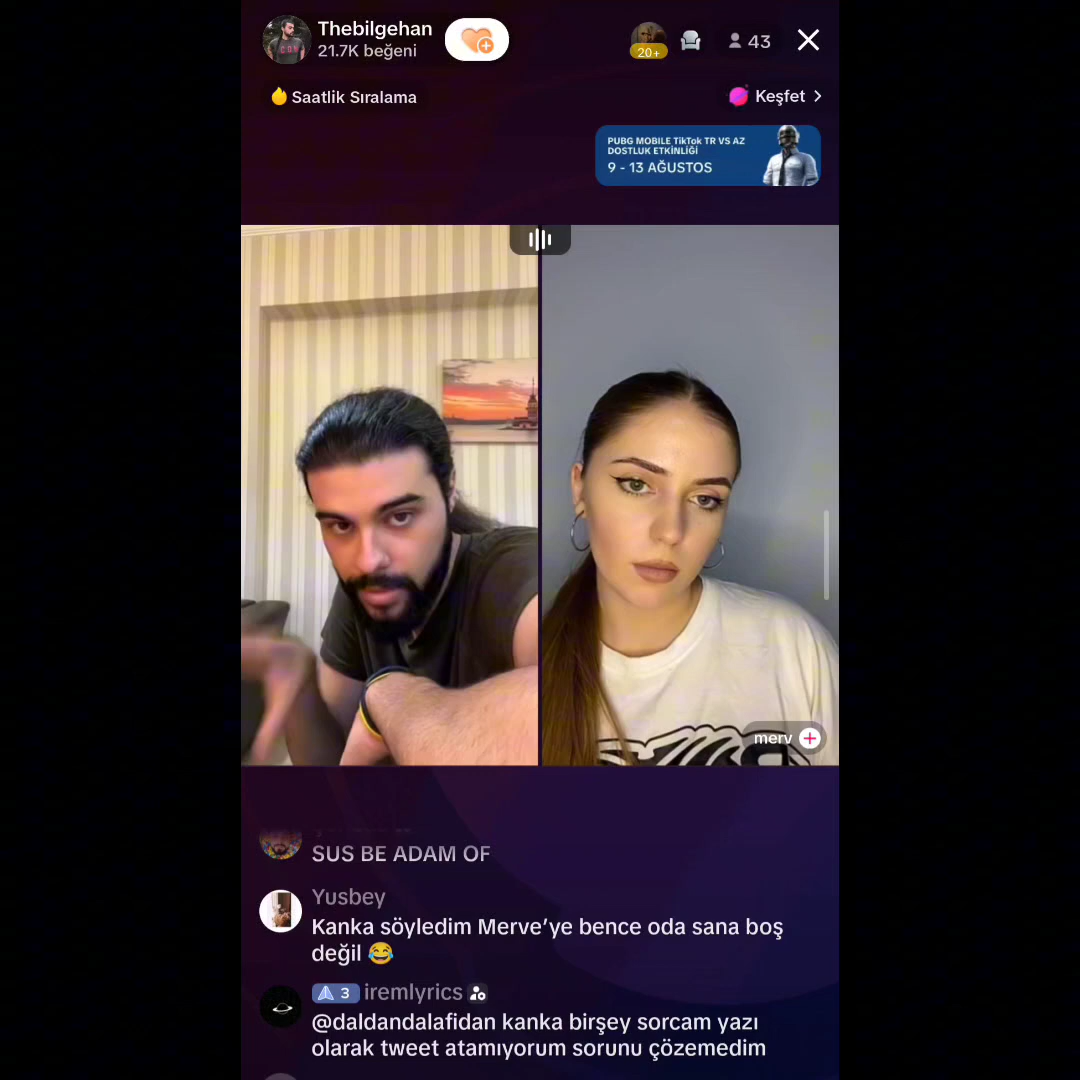 Thebilgehan
21.7K beğeni
20+
43
Saatlik Sıralama
Keşfet
PUBG MOBILE TikTok TR VS AZ
DOSTLUK ETKİNLİĞİ
9 - 13 AĞUSTOS
merv
SUS BE ADAM OF
Yusbey
Kanka söyledim Merve’ye bence oda sana boş
değil 😂
3 iremlyrics
@daldandalafidan kanka birşey sorcam yazı
olarak tweet atamıyorum sorunu çözemedim